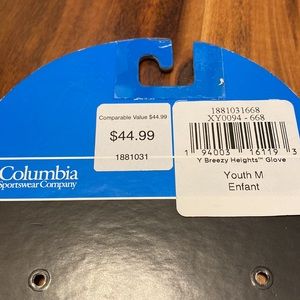 Comparable Value $44.99
$44.99
1881031
1881031668
XY0094 - 668
1 94003 16119 3
Y Breezy Heights™ Glove
Youth M
Enfant
Columbia
Sportswear Company